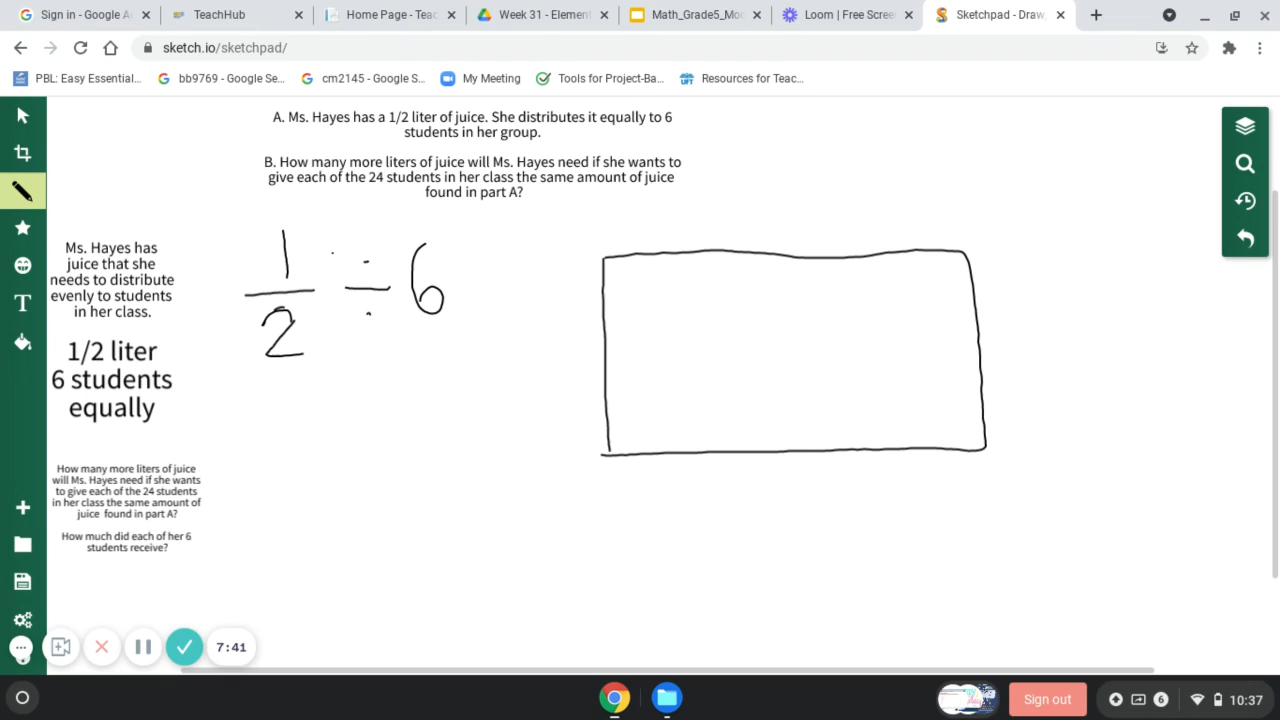 Sign in - Google A
TeachHub
Home Page - Teac
Week 31 - Elemen
Math_Grade5_Mo
Loom | Free Scree
Sketchpad - Draw,
sketch.io/sketchpad/
PBL: Easy Essential...
bb9769 - Google Se...
cm2145 - Google S...
My Meeting
Tools for Project-Ba...
Resources for Teac...
A. Ms. Hayes has a 1/2 liter of juice. She distributes it equally to 6
students in her group.
B. How many more liters of juice will Ms. Hayes need if she wants to
give each of the 24 students in her class the same amount of juice
found in part A?
Ms. Hayes has
juice that she
needs to distribute
evenly to students
in her class.
1/2 liter
6 students
equally
How many more liters of juice
will Ms. Hayes need if she wants
to give each of the 24 students
in her class the same amount of
juice found in part A?
How much did each of her 6
students receive?
1/2 ÷ 6
7:41
Sign out
6
10:37